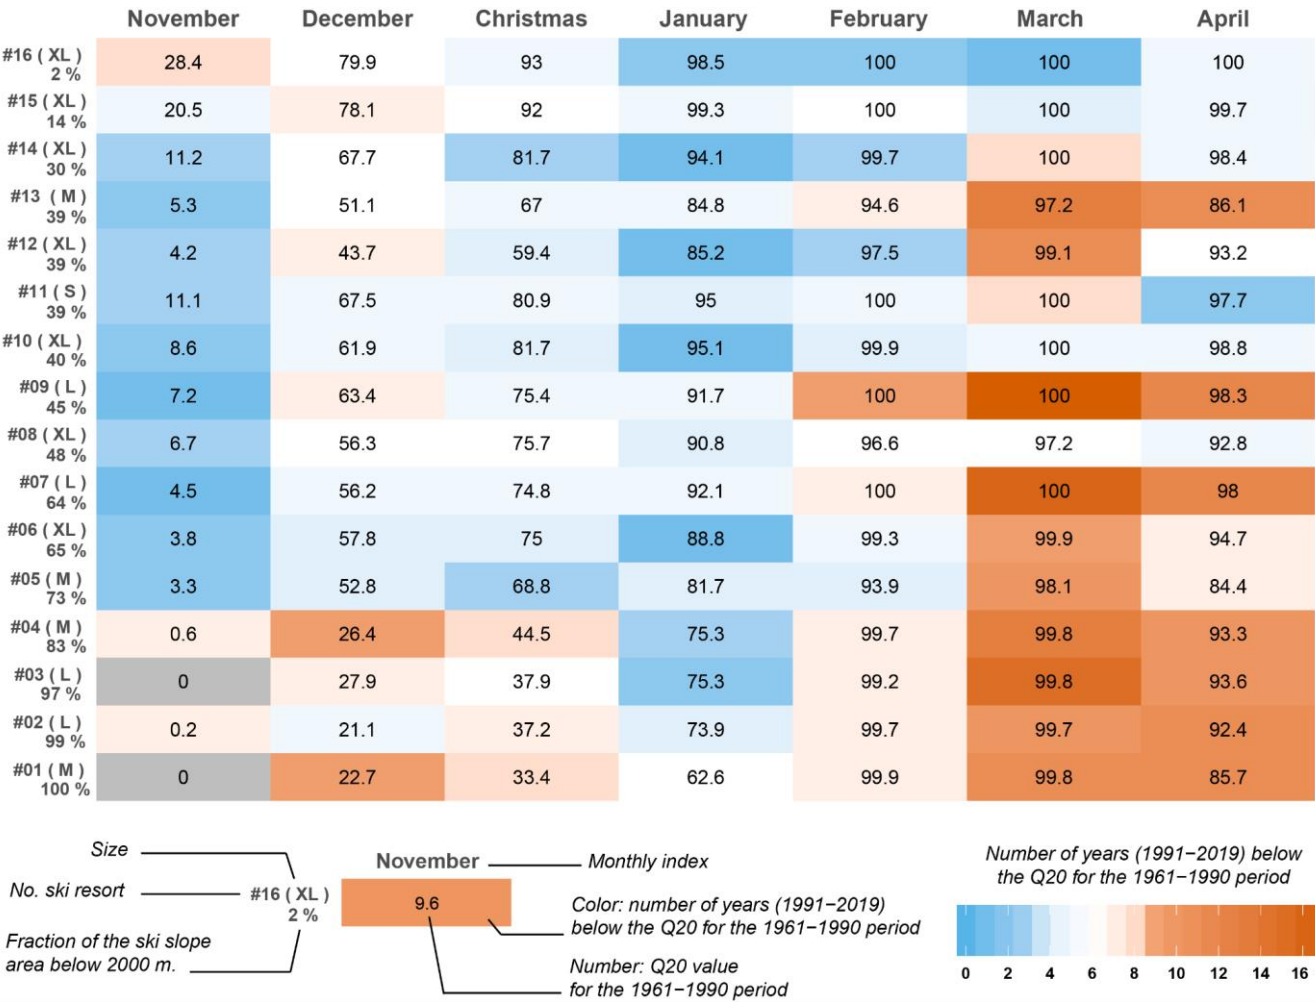 November December Christmas January February March April
#16 ( XL ) 28.4 79.9 93 98.5 100 100 100
2 %
#15 ( XL ) 20.5 78.1 92 99.3 100 100 99.7
14 %
#14 ( XL ) 11.2 67.7 81.7 94.1 99.7 100 98.4
30 %
#13 ( M ) 5.3 51.1 67 84.8 94.6 97.2 86.1
39 %
#12 ( XL ) 4.2 43.7 59.4 85.2 97.5 99.1 93.2
39 %
#11 ( S ) 11.1 67.5 80.9 95 100 100 97.7
39 %
#10 ( XL ) 8.6 61.9 81.7 95.1 99.9 100 98.8
40 %
#09 ( L ) 7.2 63.4 75.4 91.7 100 100 98.3
45 %
#08 ( XL ) 6.7 56.3 75.7 90.8 96.6 97.2 92.8
48 %
#07 ( L ) 4.5 56.2 74.8 92.1 100 100 98
64 %
#06 ( XL ) 3.8 57.8 75 88.8 99.3 99.9 94.7
65 %
#05 ( M ) 3.3 52.8 68.8 81.7 93.9 98.1 84.4
73 %
#04 ( M ) 0.6 26.4 44.5 75.3 99.7 99.8 93.3
83 %
#03 ( L ) 0 27.9 37.9 75.3 99.2 99.8 93.6
97 %
#02 ( L ) 0.2 21.1 37.2 73.9 99.7 99.7 92.4
99 %
#01 ( M ) 0 22.7 33.4 62.6 99.9 99.8 85.7
100 %
Size
No. ski resort
Fraction of the ski slope
area below 2000 m.
#16 ( XL )
2 %
November
9.6
Monthly index
Color: number of years (1991−2019)
below the Q20 for the 1961−1990 period
Number: Q20 value
for the 1961−1990 period
Number of years (1991−2019) below
the Q20 for the 1961−1990 period
0 2 4 6 8 10 12 14 16